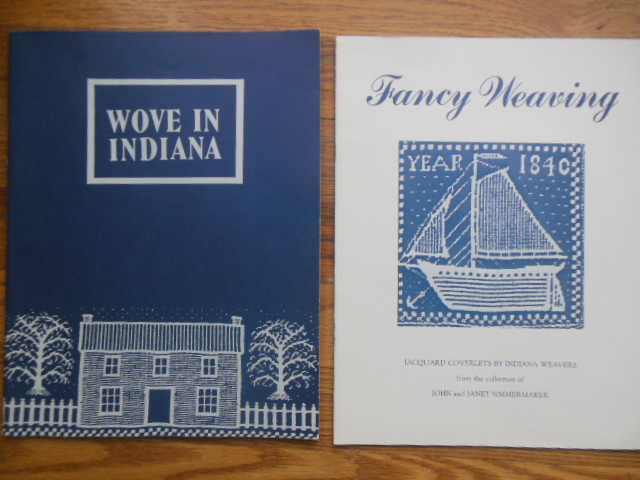 WOVE IN
INDIANA
Fancy Weaving
YEAR 1840
JACQUARD COVERLETS BY INDIANA WEAVERS
from the collection of
JOHN and JANET SIMMERMAKER